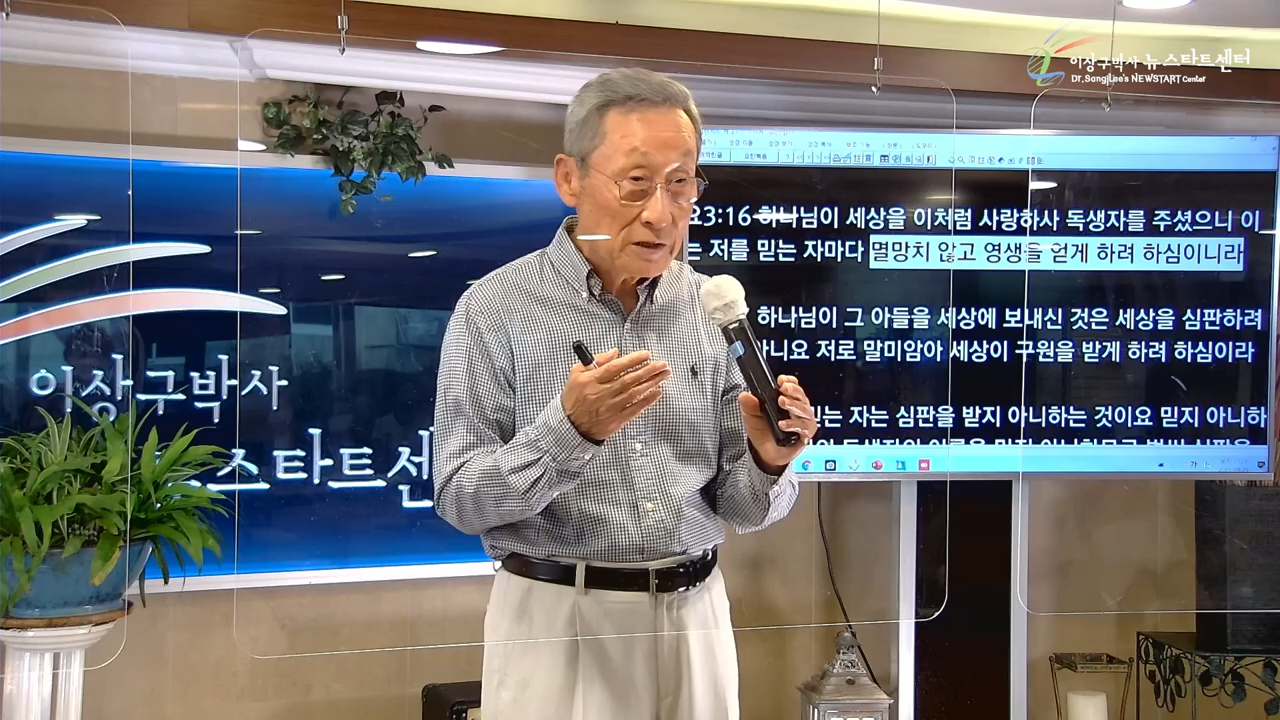 이상구박사 뉴스타트센터
Dr. Sang Lee's NEWSTART Center
요3:16 하나님이 세상을 이처럼 사랑하사 독생자를 주셨으니 이
는 저를 믿는 자마다 멸망치 않고 영생을 얻게 하려 하심이니라
하나님이 그 아들을 세상에 보내신 것은 세상을 심판하려
아니요 저로 말미암아 세상이 구원을 받게 하려 하심이라
믿는 자는 심판을 받지 아니하는 것이요 믿지 아니하
이상구박사
뉴스타트센